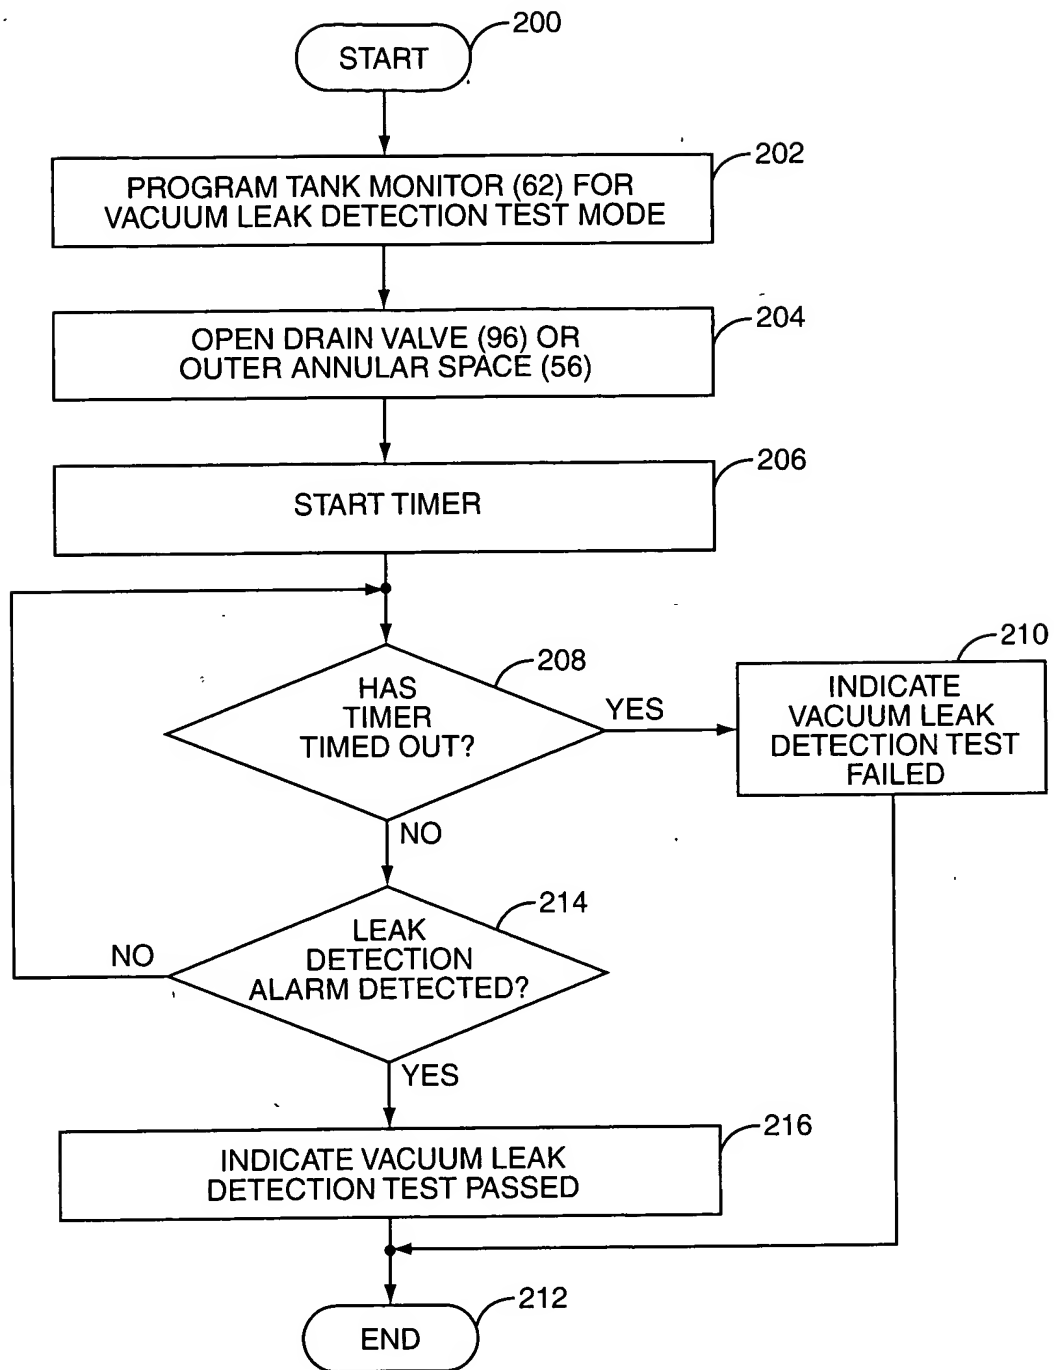 200
START
202
PROGRAM TANK MONITOR (62) FOR
VACUUM LEAK DETECTION TEST MODE
204
OPEN DRAIN VALVE (96) OR
OUTER ANNULAR SPACE (56)
206
START TIMER
208
HAS
TIMER
TIMED OUT?
YES
210
INDICATE
VACUUM LEAK
DETECTION TEST
FAILED
NO
214
LEAK
DETECTION
ALARM DETECTED?
NO
YES
216
INDICATE VACUUM LEAK
DETECTION TEST PASSED
212
END